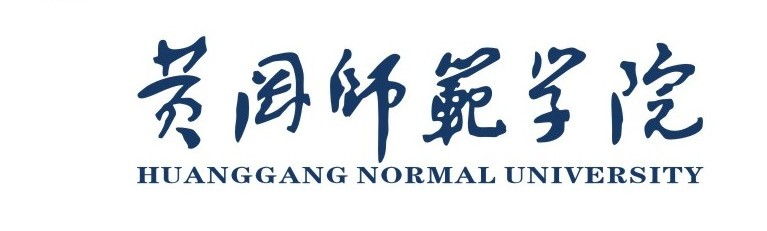 黄冈师範学院
HUANGGANG NORMAL UNIVERSITY